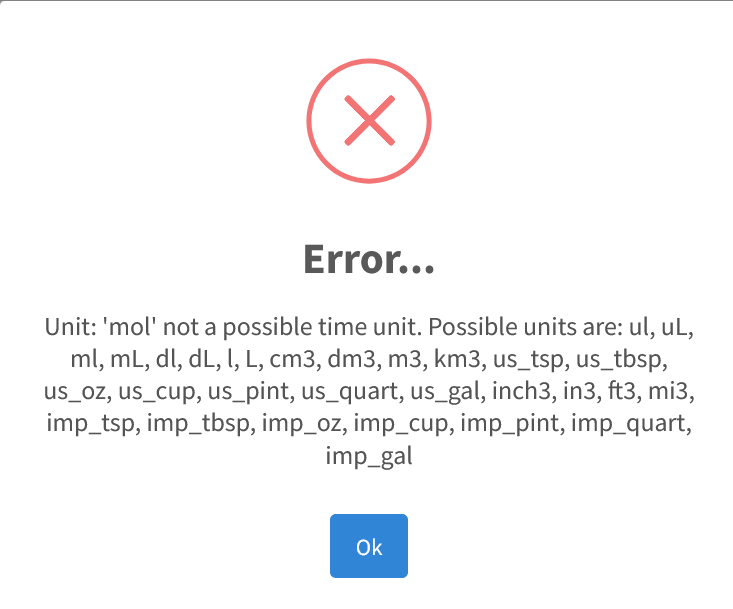 Error...
Unit: 'mol' not a possible time unit. Possible units are: ul, uL,
ml, mL, dl, dL, l, L, cm3, dm3, m3, km3, us_tsp, us_tbsp,
us_oz, us_cup, us_pint, us_quart, us_gal, inch3, in3, ft3, mi3,
imp_tsp, imp_tbsp, imp_oz, imp_cup, imp_pint, imp_quart,
imp_gal
Ok